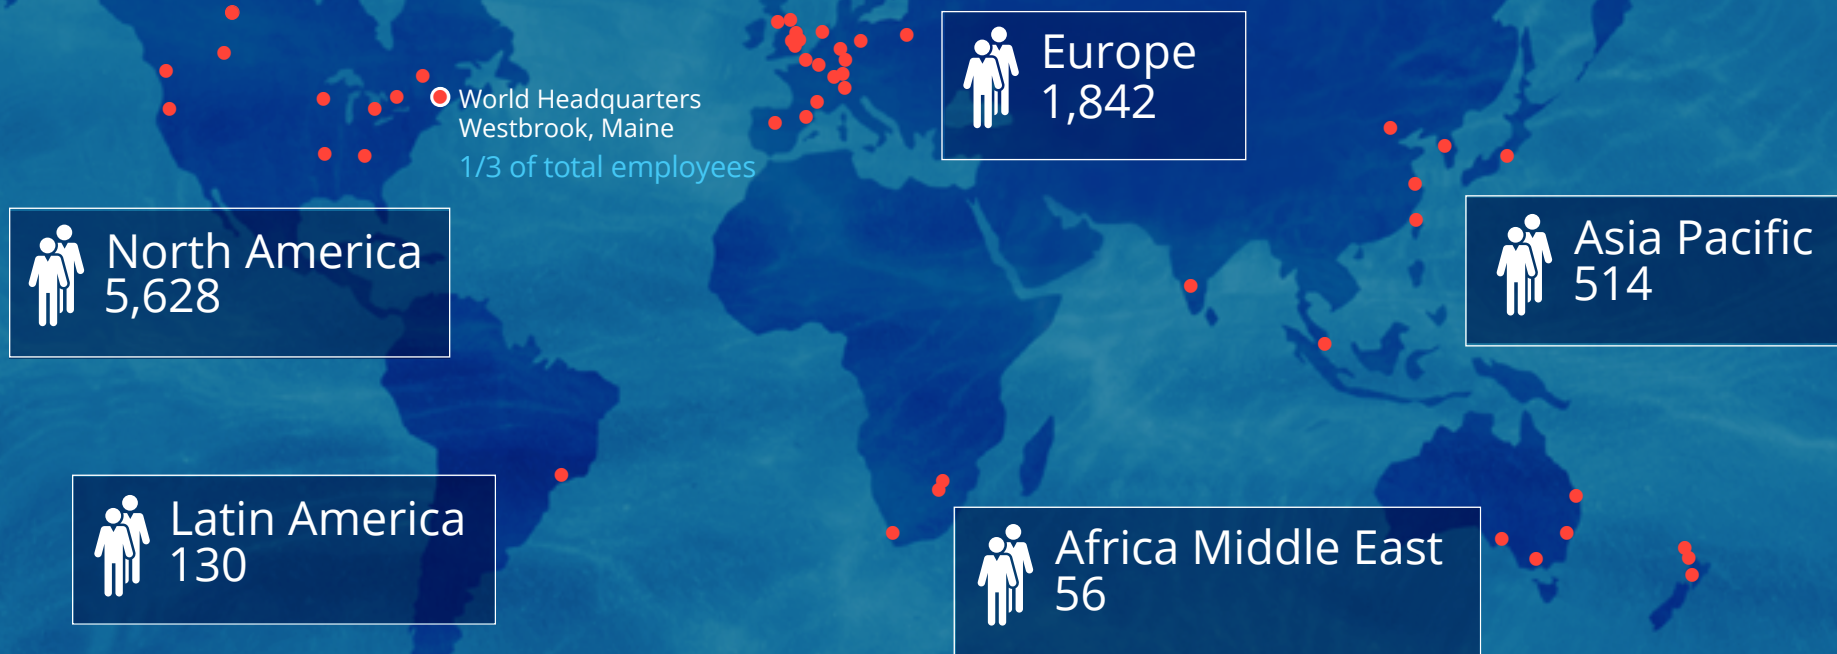 World Headquarters
Westbrook, Maine
1/3 of total employees
Europe
1,842
North America
5,628
Asia Pacific
514
Latin America
130
Africa Middle East
56